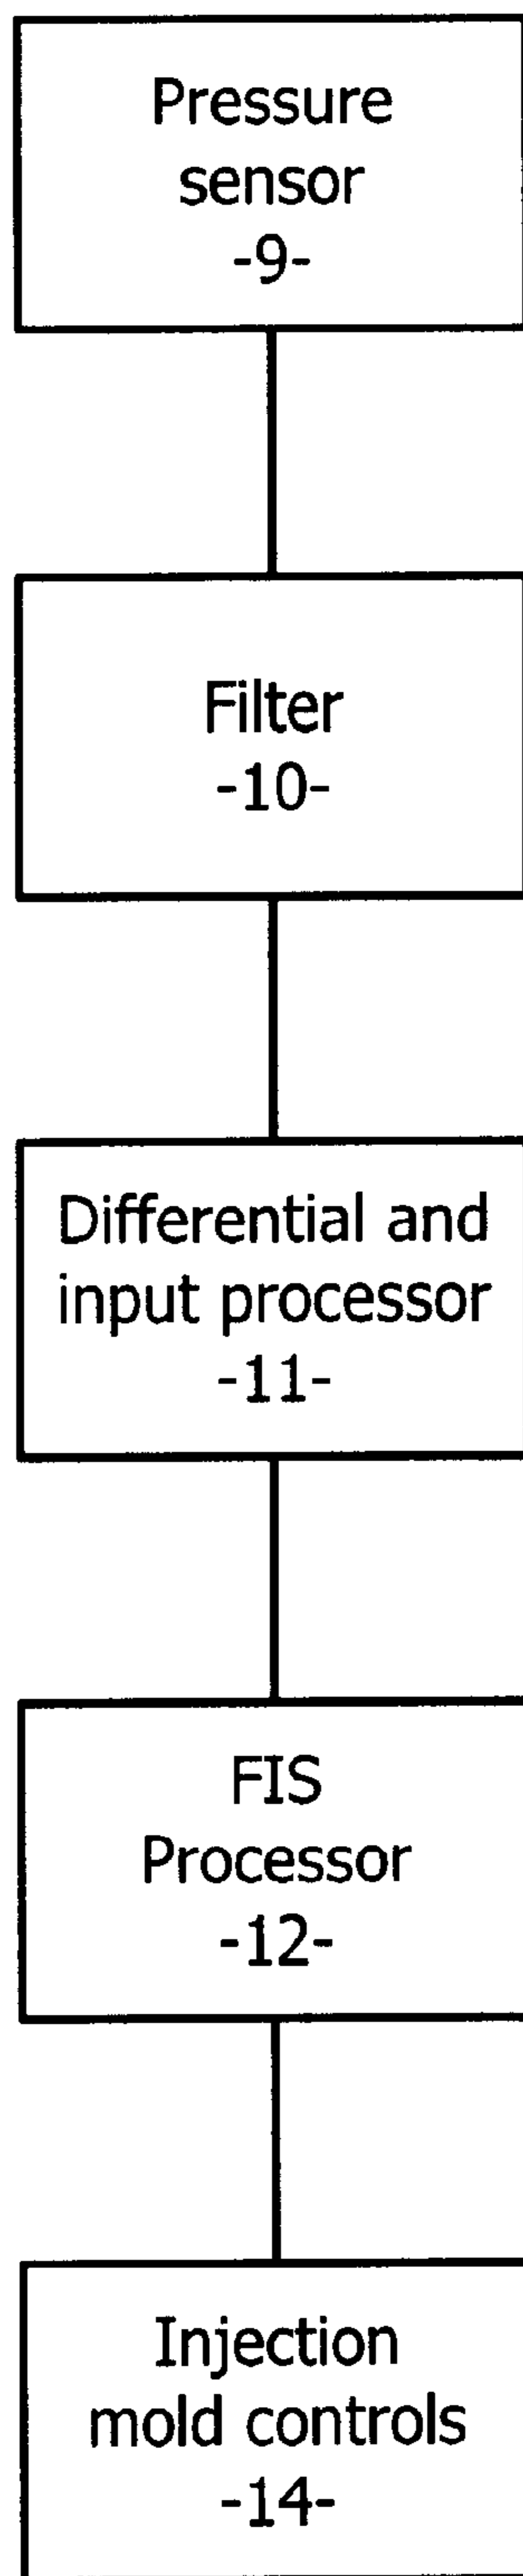 Pressure
sensor
-9-
Filter
-10-
Differential and
input processor
-11-
FIS
Processor
-12-
Injection
mold controls
-14-